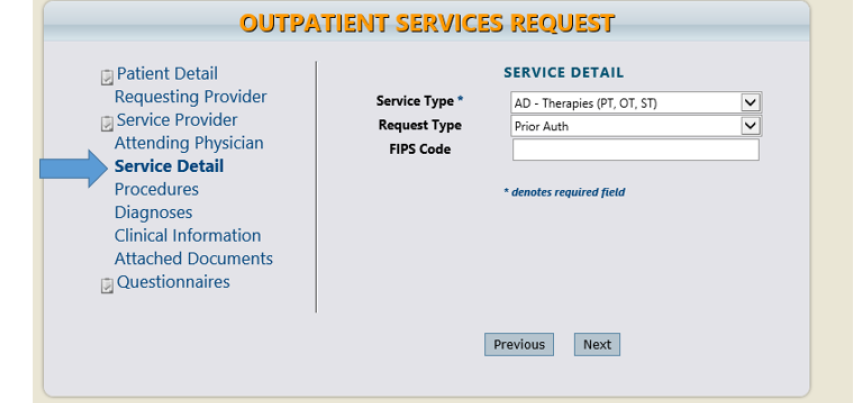 OUTPATIENT SERVICES REQUEST
Patient Detail
Requesting Provider
Service Provider
Attending Physician
Service Detail
Procedures
Diagnoses
Clinical Information
Attached Documents
Questionnaires
SERVICE DETAIL
Service Type * AD - Therapies (PT, OT, ST)
Request Type Prior Auth
FIPS Code
* denotes required field
Previous Next